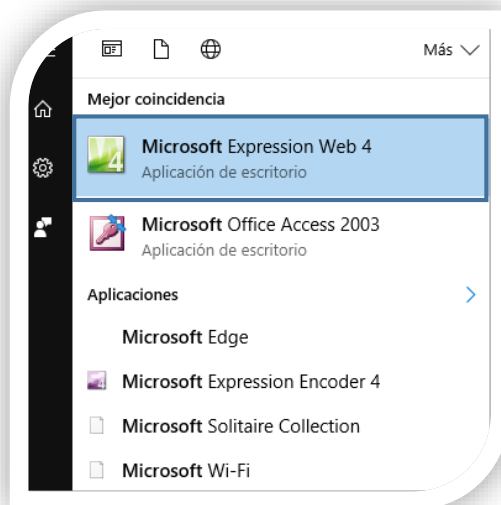 Más
Mejor coincidencia
Microsoft Expression Web 4
Aplicación de escritorio
Microsoft Office Access 2003
Aplicación de escritorio
Aplicaciones
Microsoft Edge
Microsoft Expression Encoder 4
Microsoft Solitaire Collection
Microsoft Wi-Fi